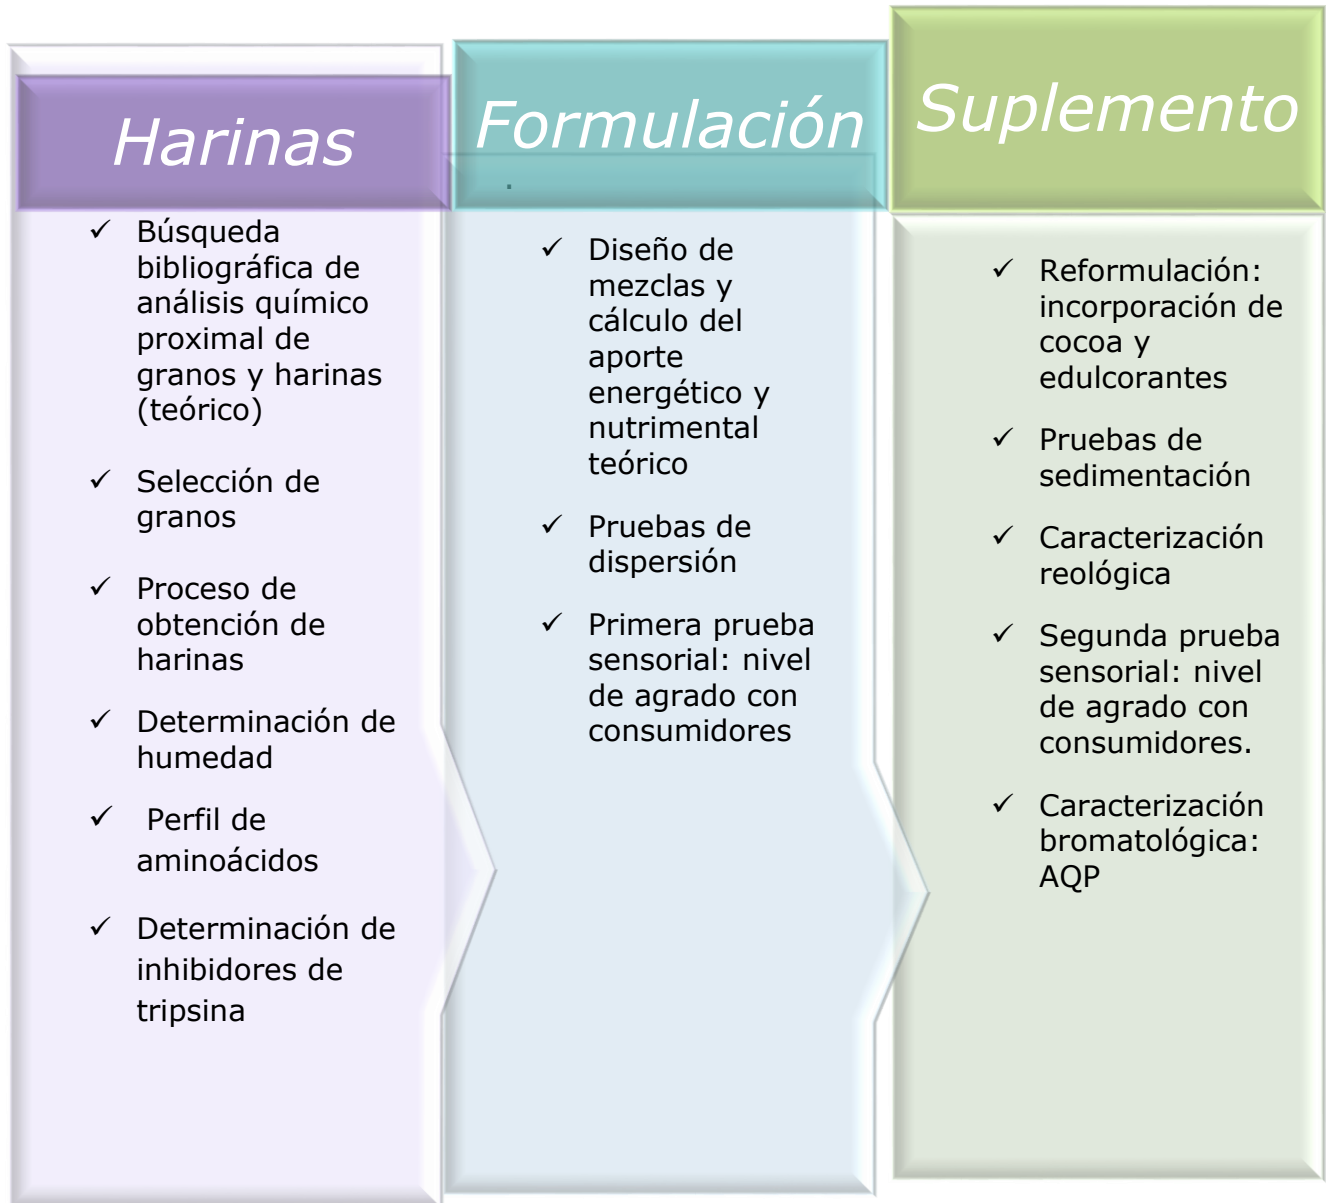 Harinas
✓ Búsqueda
bibliográfica de
análisis químico
proximal de
granos y harinas
(teórico)
✓ Selección de
granos
✓ Proceso de
obtención de
harinas
✓ Determinación de
humedad
✓ Perfil de
aminoácidos
✓ Determinación de
inhibidores de
tripsina
Formulación
.
✓ Diseño de
mezclas y
cálculo del
aporte
energético y
nutrimental
teórico
✓ Pruebas de
dispersión
✓ Primera prueba
sensorial: nivel
de agrado con
consumidores
Suplemento
✓ Reformulación:
incorporación de
cocoa y
edulcorantes
✓ Pruebas de
sedimentación
✓ Caracterización
reológica
✓ Segunda prueba
sensorial: nivel
de agrado con
consumidores.
✓ Caracterización
bromatológica:
AQP